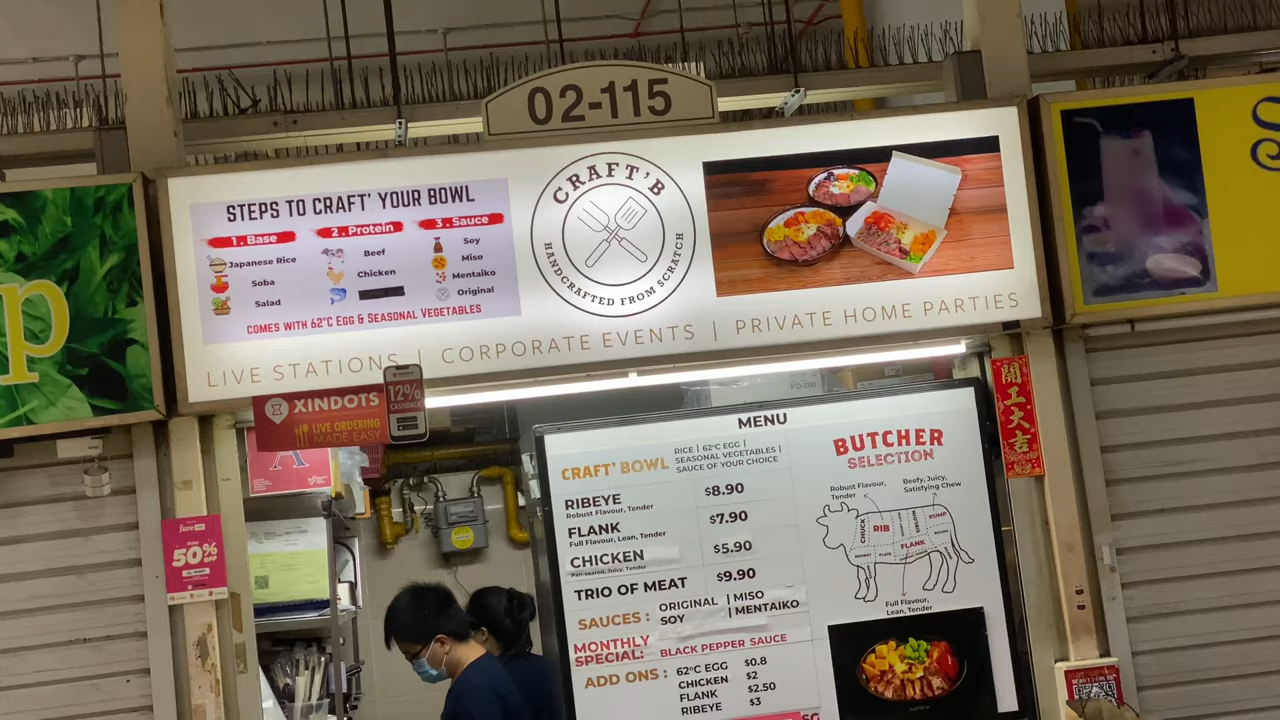 02-115
STEPS TO CRAFT' YOUR BOWL
1. Base
Japanese Rice
Soba
Salad
2. Protein
Beef
Chicken
3. Sauce
Soy
Miso
Mentaiko
Original
COMES WITH 62°C EGG & SEASONAL VEGETABLES
CRAFT'B
HANDCRAFTED FROM SCRATCH
LIVE STATIONS | CORPORATE EVENTS | PRIVATE HOME PARTIES
p
S
XINDOTS
LIVE ORDERING
MADE EASY
12%
CASHBACK
A
fave
50%
KD-200
開工大吉
MENU
CRAFT' BOWL
RICE | 62°C EGG |
SEASONAL VEGETABLES |
SAUCE OF YOUR CHOICE
RIBEYE $8.90
Robust Flavour, Tender
FLANK $7.90
Full Flavour, Lean, Tender
CHICKEN $5.90
Pan-seared, Juicy, Tender
TRIO OF MEAT $9.90
SAUCES : ORIGINAL | MISO
SOY | MENTAIKO
MONTHLY
SPECIAL: BLACK PEPPER SAUCE
ADD ONS : 62°C EGG $0.8
CHICKEN $2
FLANK $2.50
RIBEYE $3
BUTCHER
SELECTION
Robust Flavour,
Tender
Beefy, Juicy,
Satisfying Chew
CHUCK
RIB
SIRLOIN
RUMP
FLANK
BRISKET
PLATE
Full Flavour,
Lean, Tender
SG